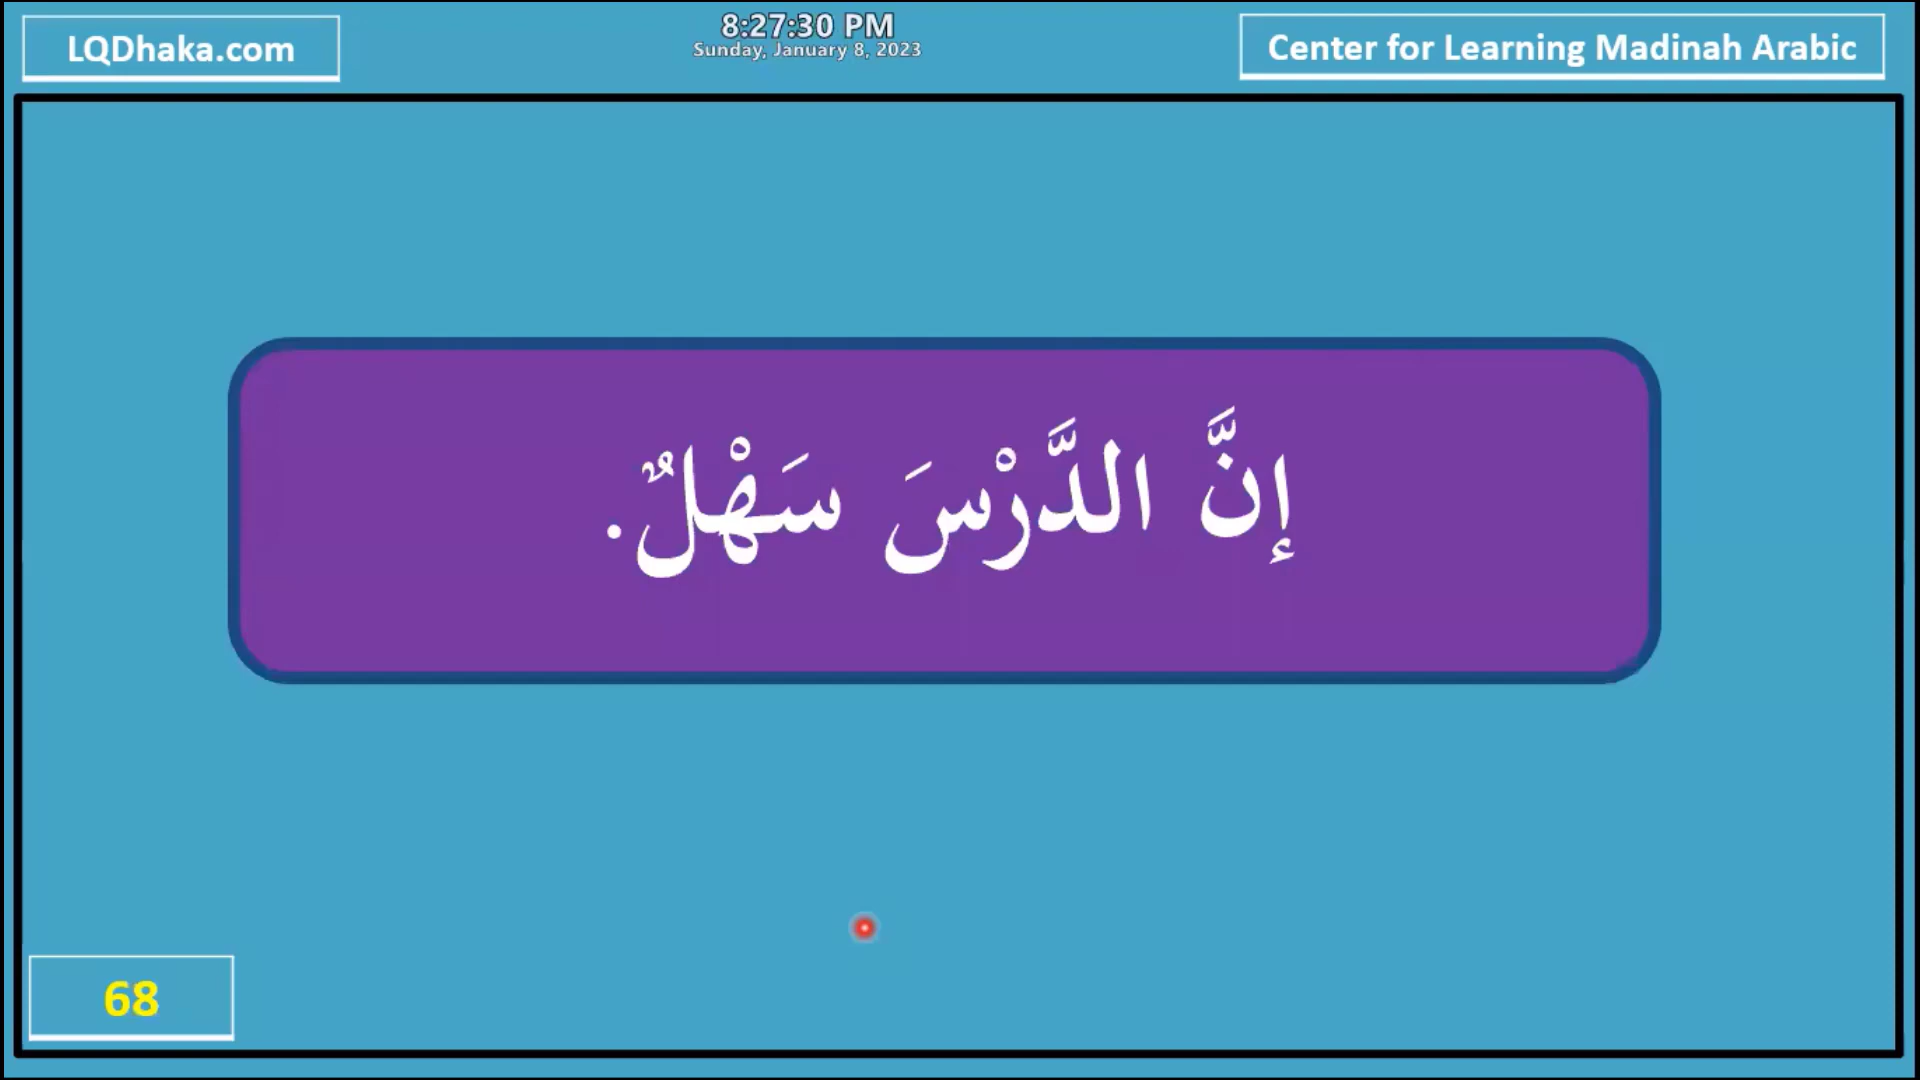 LQDhaka.com
8:27:30 PM
Sunday, January 8, 2023
Center for Learning Madinah Arabic
إِنَّ الدَّرْسَ سَهْلٌ.
68